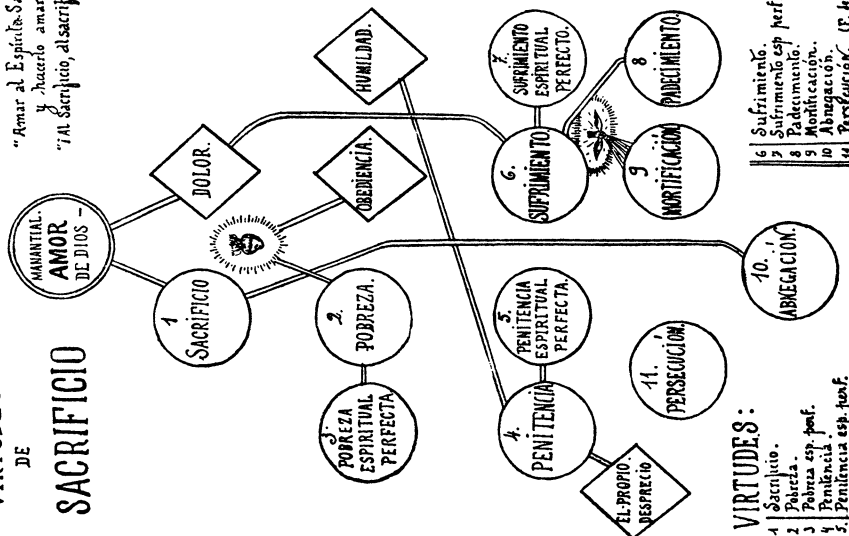 DE
SACRIFICIO
"Amar al Espíritu
y hacerlo amar
"¡Al Sacrificio, al sacrif
MANANTIAL.
AMOR
DE DIOS -
DOLOR.
HUMILDAD.
OBEDIENCIA.
1
SACRIFICIO
2.
POBREZA.
3.
POBREZA
ESPIRITUAL
PERFECTA
4.
PENITENCIA
5.
PENITENCIA
ESPIRITUAL
PERFECTA.
EL PROPIO.
DESPRECIO
6.
SUFRIMIENTO.
7.
SUFRIMIENTO
ESPIRITUAL
PERFECTO.
8
PADECIMIENTO.
9
MORTIFICACIÓN
10.
ABNEGACIÓN.
11.
PERSECUCIÓN.
VIRTUDES:
1 Sacrificio.
2 Pobreza.
3 Pobreza esp. perf.
4 Penitencia.
5. Penitencia esp. perf.
6 Sufrimiento.
7 Sufrimiento esp perf
8 Padecimiento.
9 Mortificación.
10 Abnegación.
11 Persecución.